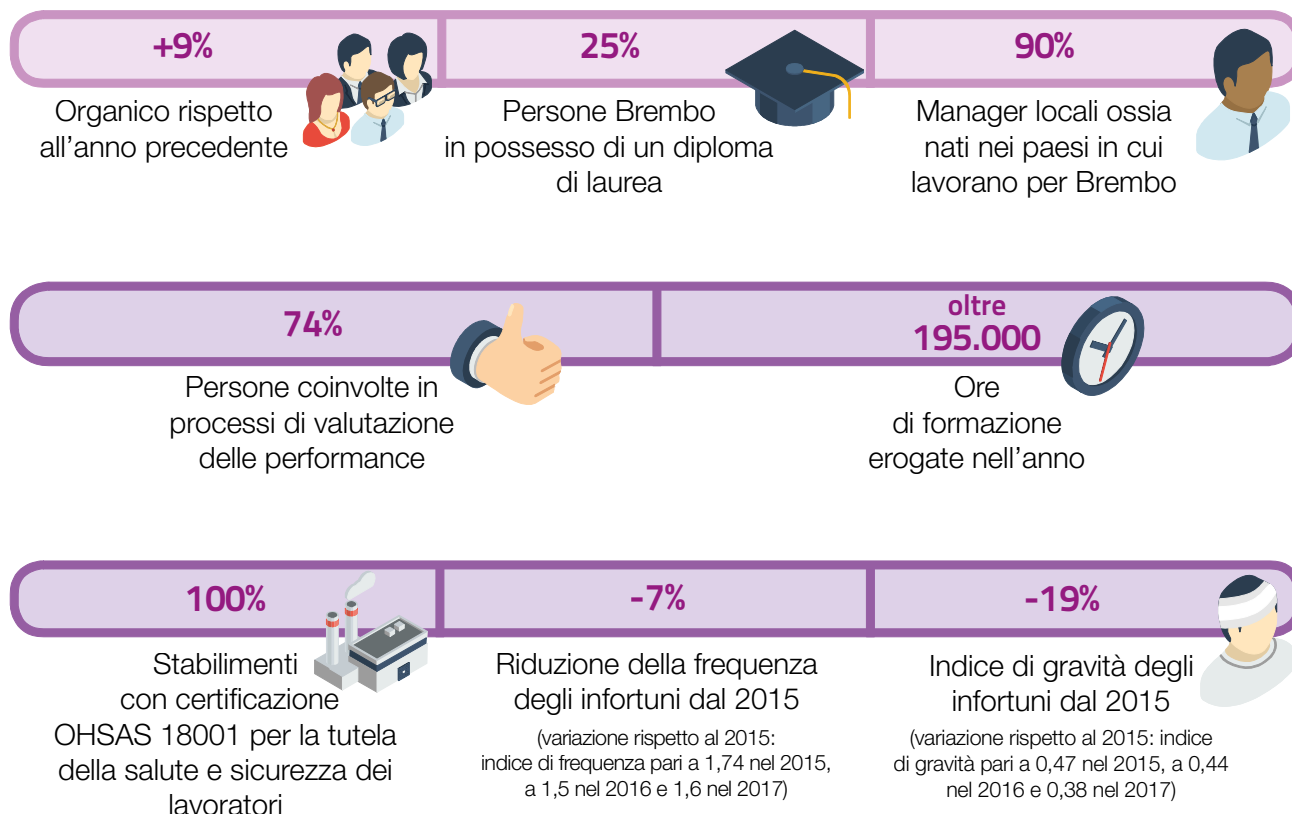 +9%
Organico rispetto
all'anno precedente
25%
Persone Brembo
in possesso di un diploma
di laurea
90%
Manager locali ossia
nati nei paesi in cui
lavorano per Brembo
74%
Persone coinvolte in
processi di valutazione
delle performance
oltre
195.000
Ore
di formazione
erogate nell'anno
100%
Stabilimenti
con certificazione
OHSAS 18001 per la tutela
della salute e sicurezza dei
lavoratori
-7%
Riduzione della frequenza
degli infortuni dal 2015
(variazione rispetto al 2015:
indice di frequenza pari a 1,74 nel 2015,
a 1,5 nel 2016 e 1,6 nel 2017)
-19%
Indice di gravità degli
infortuni dal 2015
(variazione rispetto al 2015: indice
di gravità pari a 0,47 nel 2015, a 0,44
nel 2016 e 0,38 nel 2017)